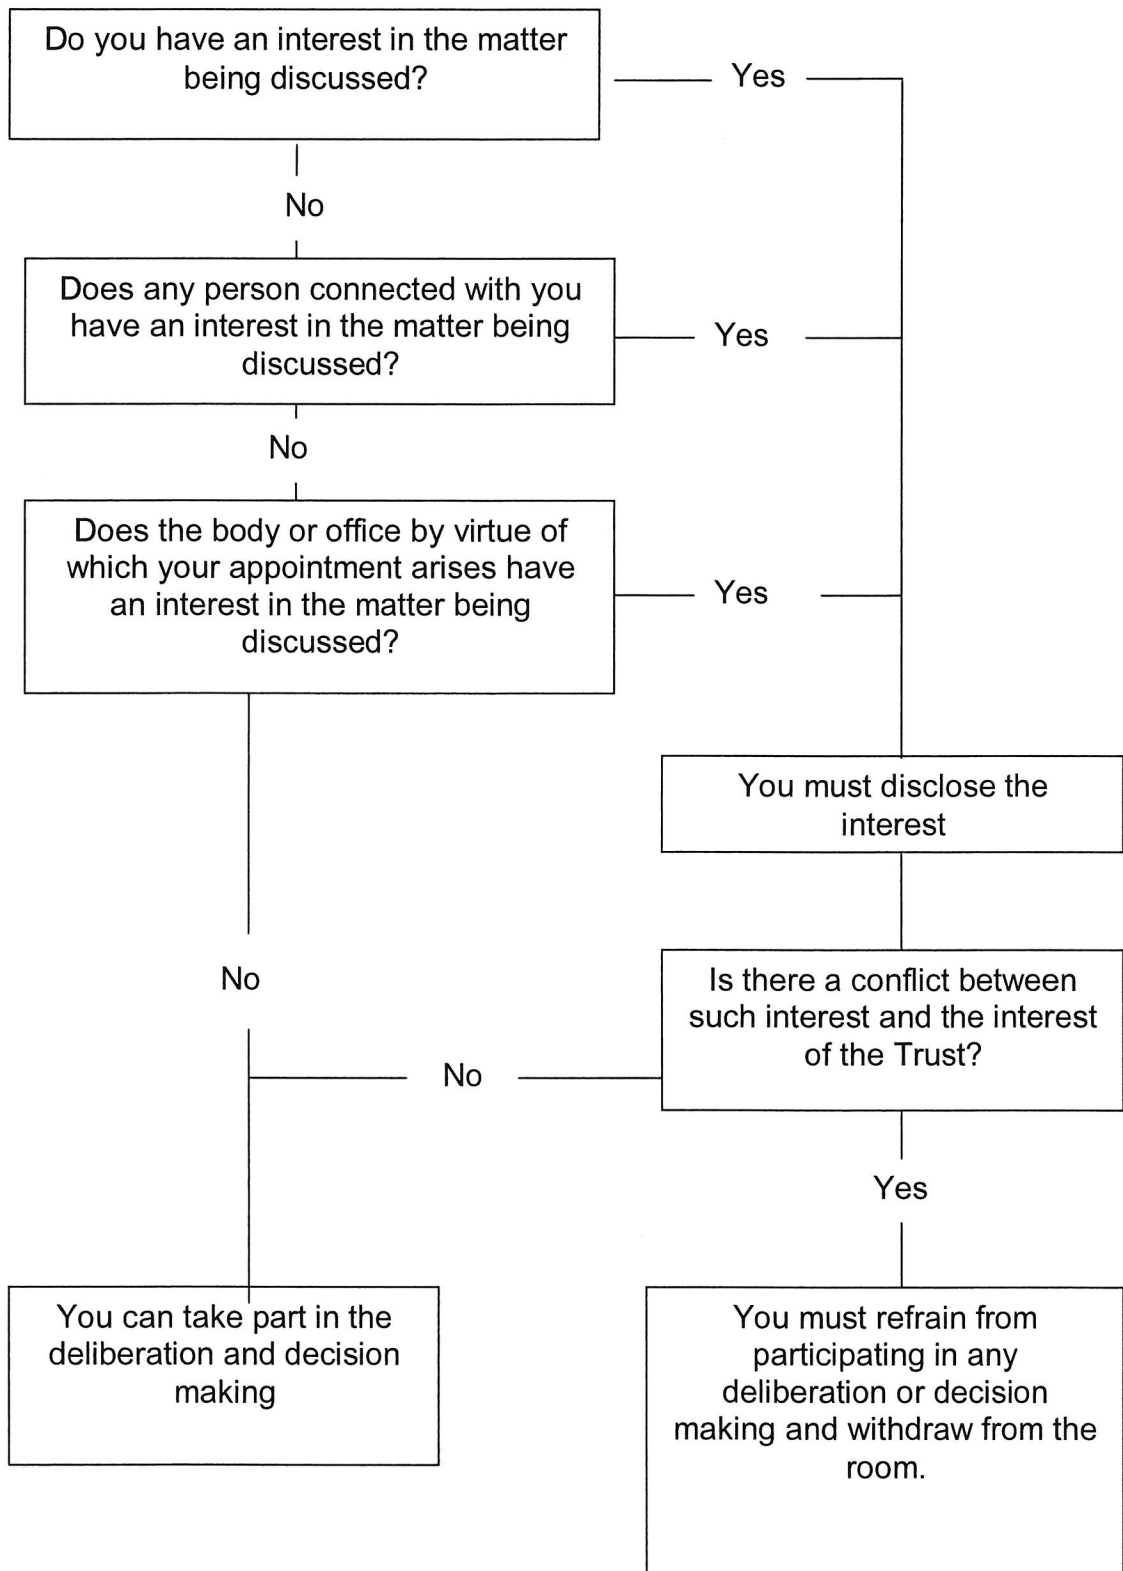 Do you have an interest in the matter
being discussed?
Yes
No
Does any person connected with you
have an interest in the matter being
discussed?
Yes
No
Does the body or office by virtue of
which your appointment arises have
an interest in the matter being
discussed?
Yes
You must disclose the
interest
No
Is there a conflict between
such interest and the interest
of the Trust?
No
Yes
You can take part in the
deliberation and decision
making
You must refrain from
participating in any
deliberation or decision
making and withdraw from the
room.